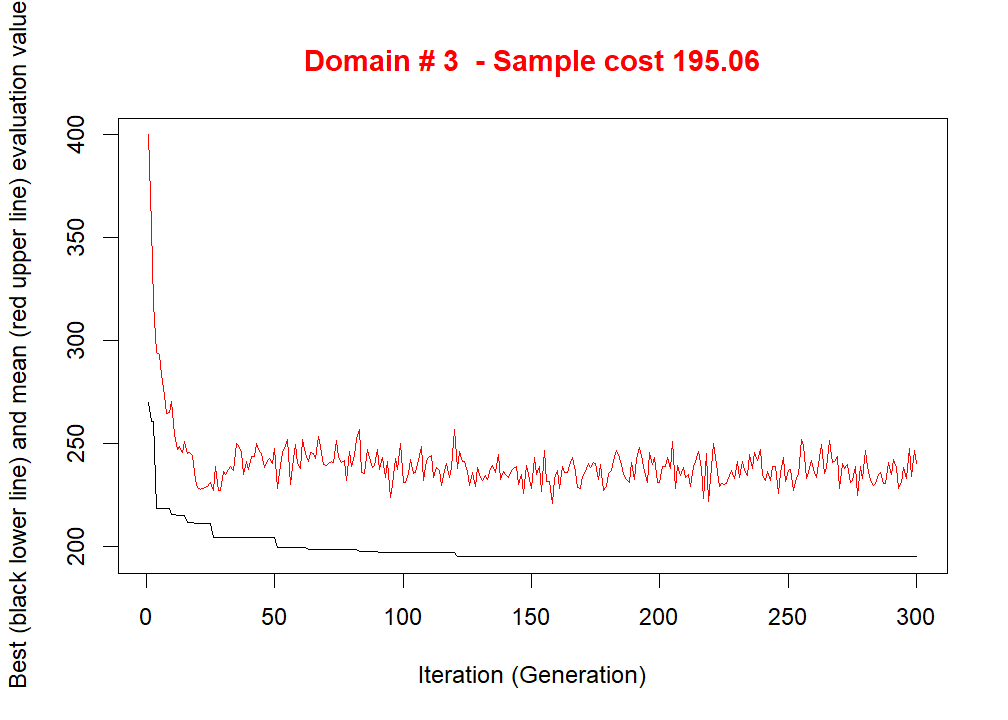 Domain # 3  - Sample cost 195.06
Best (black lower line) and mean (red upper line) evaluation value
400
350
300
250
200
0 50 100 150 200 250 300
Iteration (Generation)